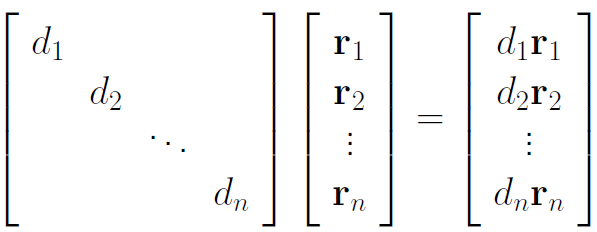 d₁ r₁ d₁r₁
d₂ r₂ d₂r₂
⋱ ⋮ = ⋮
dₙ rₙ dₙrₙ